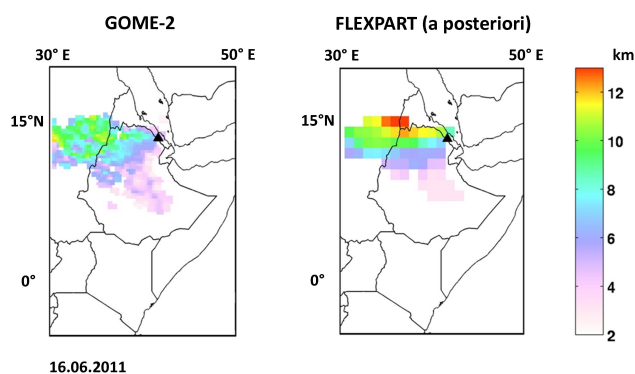 GOME-2
FLEXPART (a posteriori)
30° E
50° E
30° E
50° E
km
15°N
15°N
12
10
8
6
4
2
0°
0°
16.06.2011